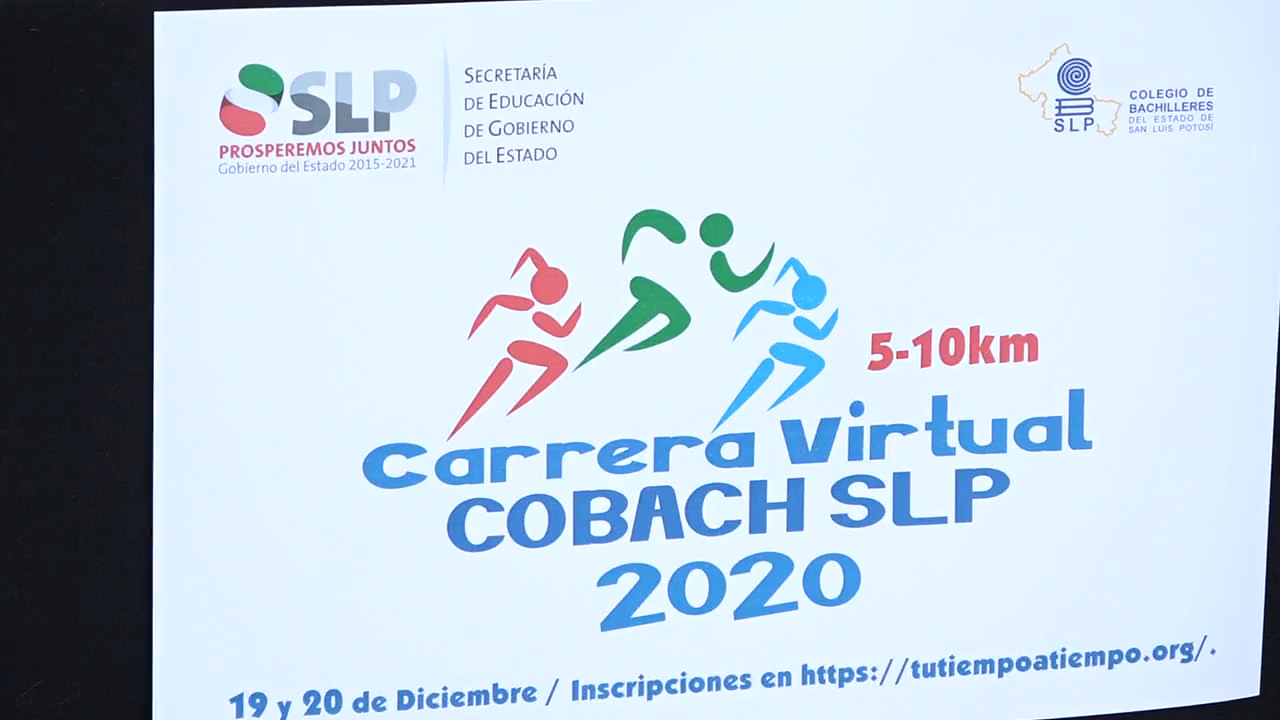 SLP
PROSPEREMOS JUNTOS
Gobierno del Estado 2015-2021
SECRETARÍA
DE EDUCACIÓN
DE GOBIERNO
DEL ESTADO
SLP
COLEGIO DE
BACHILLERES
DEL ESTADO DE
SAN LUIS POTOSÍ
5-10km
Carrera Virtual
COBACH SLP
2020
19 y 20 de Diciembre / Inscripciones en https://tutiempoatiempo.org/.